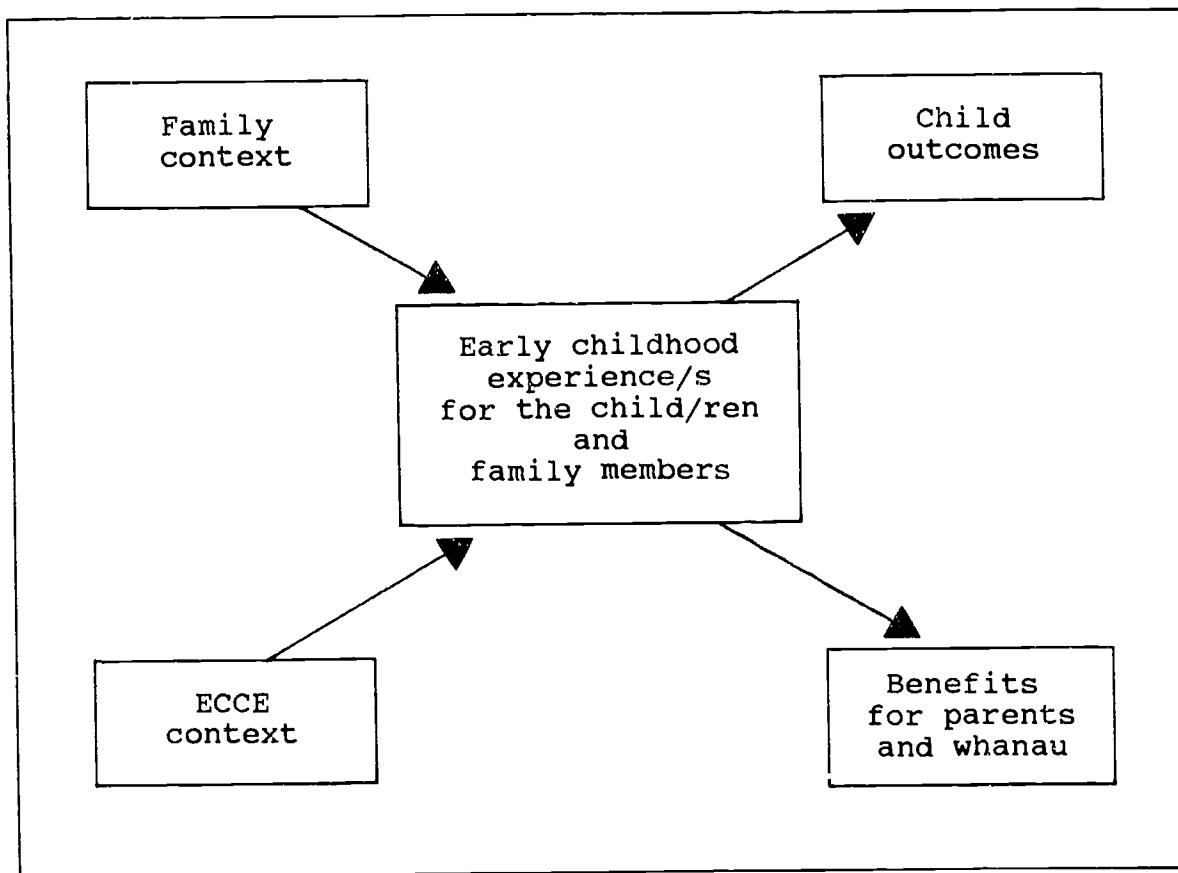 Family
context
Child
outcomes
Early childhood
experience/s
for the child/ren
and
family members
ECCE
context
Benefits
for parents
and whanau